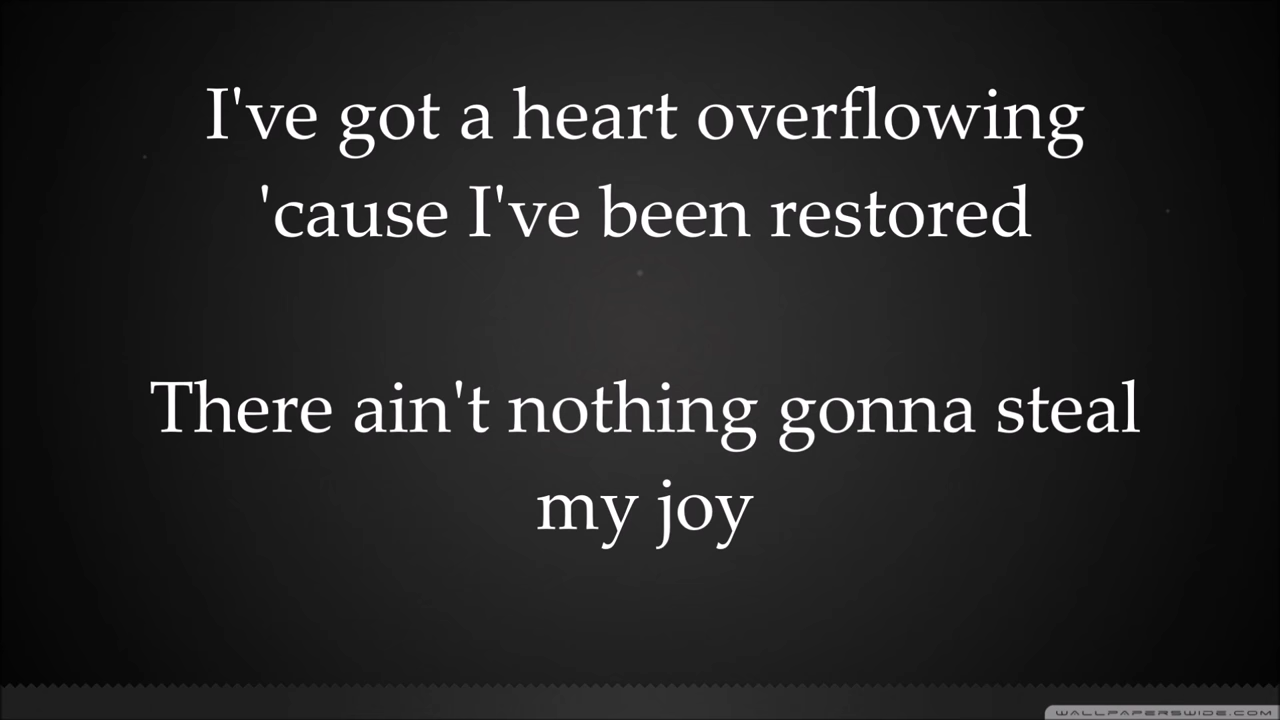 I've got a heart overflowing
'cause I've been restored
There ain't nothing gonna steal
my joy
WALLPAPERSWIDE.COM